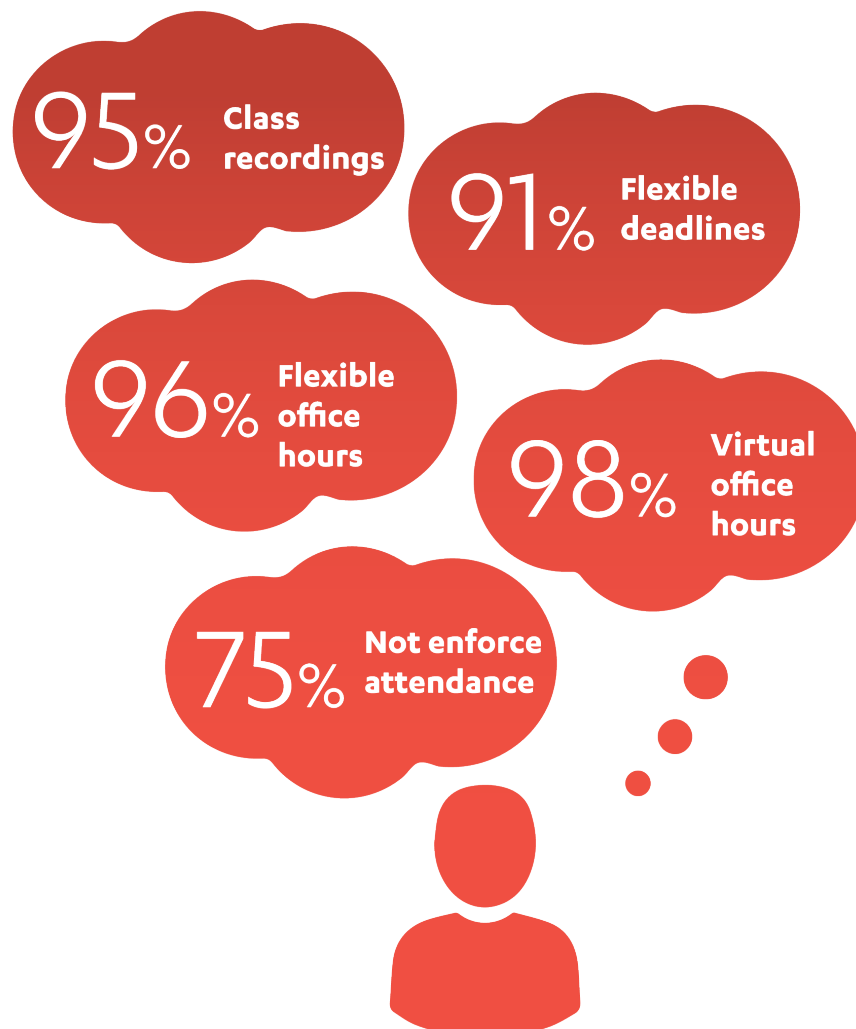 95% Class
recordings
91% Flexible
deadlines
96% Flexible
office
hours
98% Virtual
office
hours
75% Not enforce
attendance